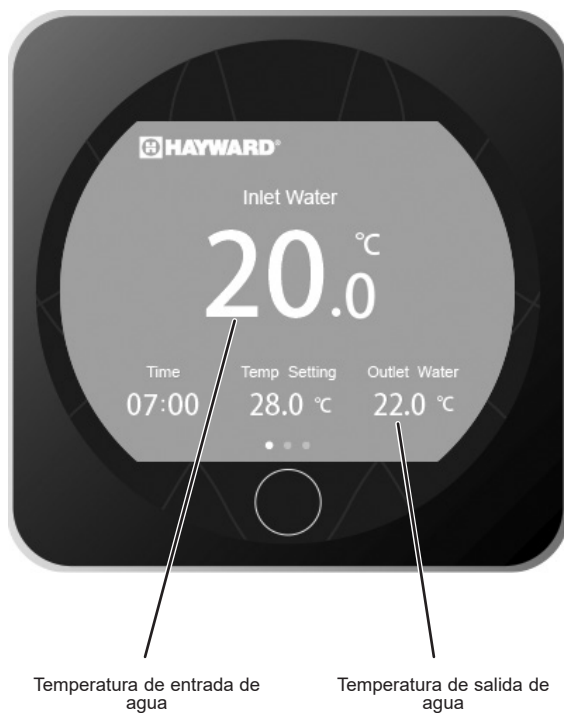 HAYWARD®
Inlet Water
20.0 °C
Time Temp Setting Outlet Water
07:00 28.0 °C 22.0 °C
Temperatura de entrada de
agua
Temperatura de salida de
agua